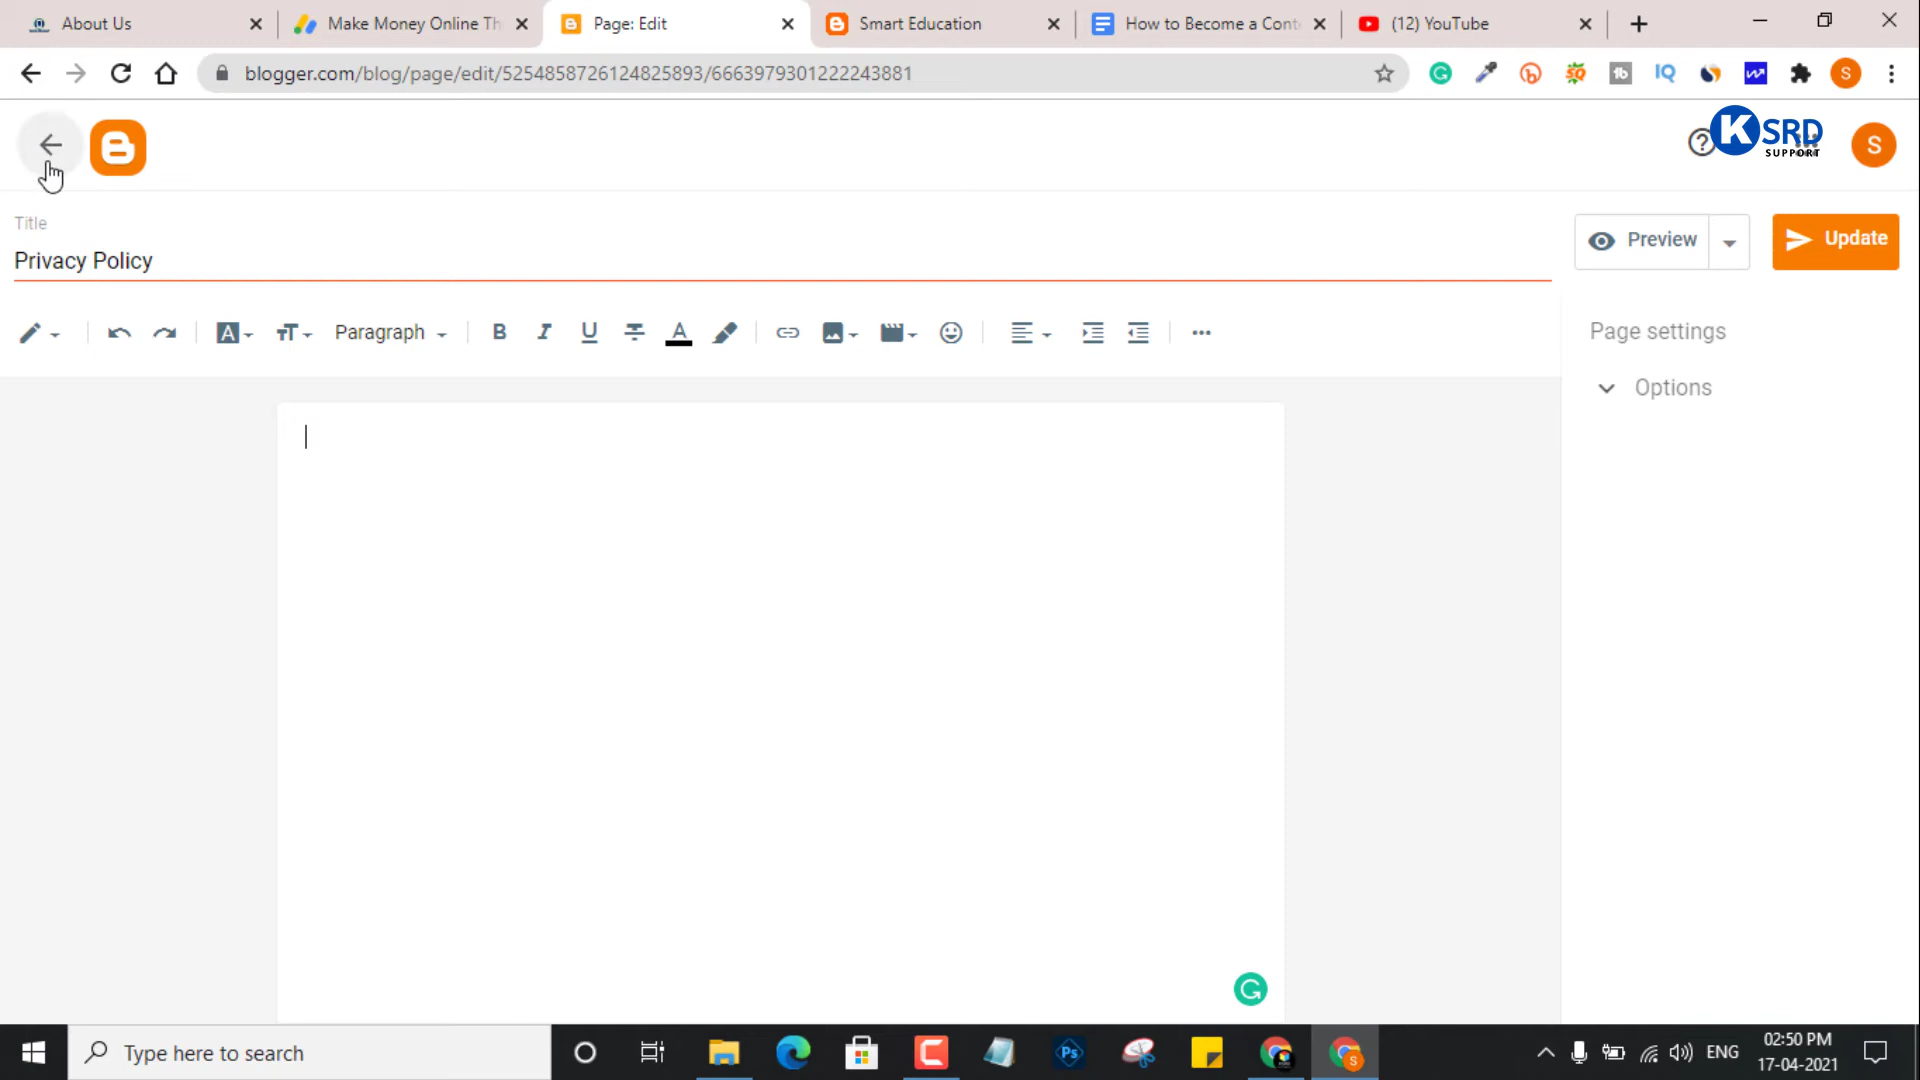 About Us
Make Money Online Th
Page: Edit
Smart Education
How to Become a Cont
(12) YouTube
blogger.com/blog/page/edit/5254858726124825893/6663979301222243881
K SRD
SUPPORT
S
Title
Privacy Policy
Preview
Update
Paragraph
Page settings
Options
Type here to search
ENG
02:50 PM
17-04-2021